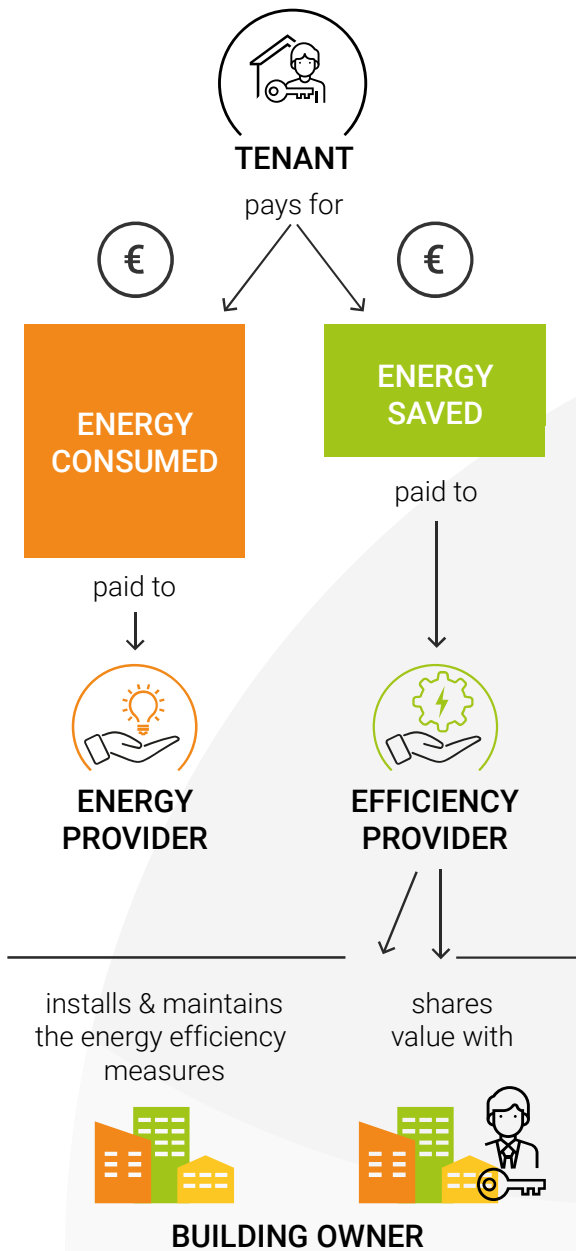 TENANT
pays for
€
€
ENERGY
CONSUMED
paid to
ENERGY
PROVIDER
ENERGY
SAVED
paid to
EFFICIENCY
PROVIDER
installs & maintains
the energy efficiency
measures
shares
value with
BUILDING OWNER